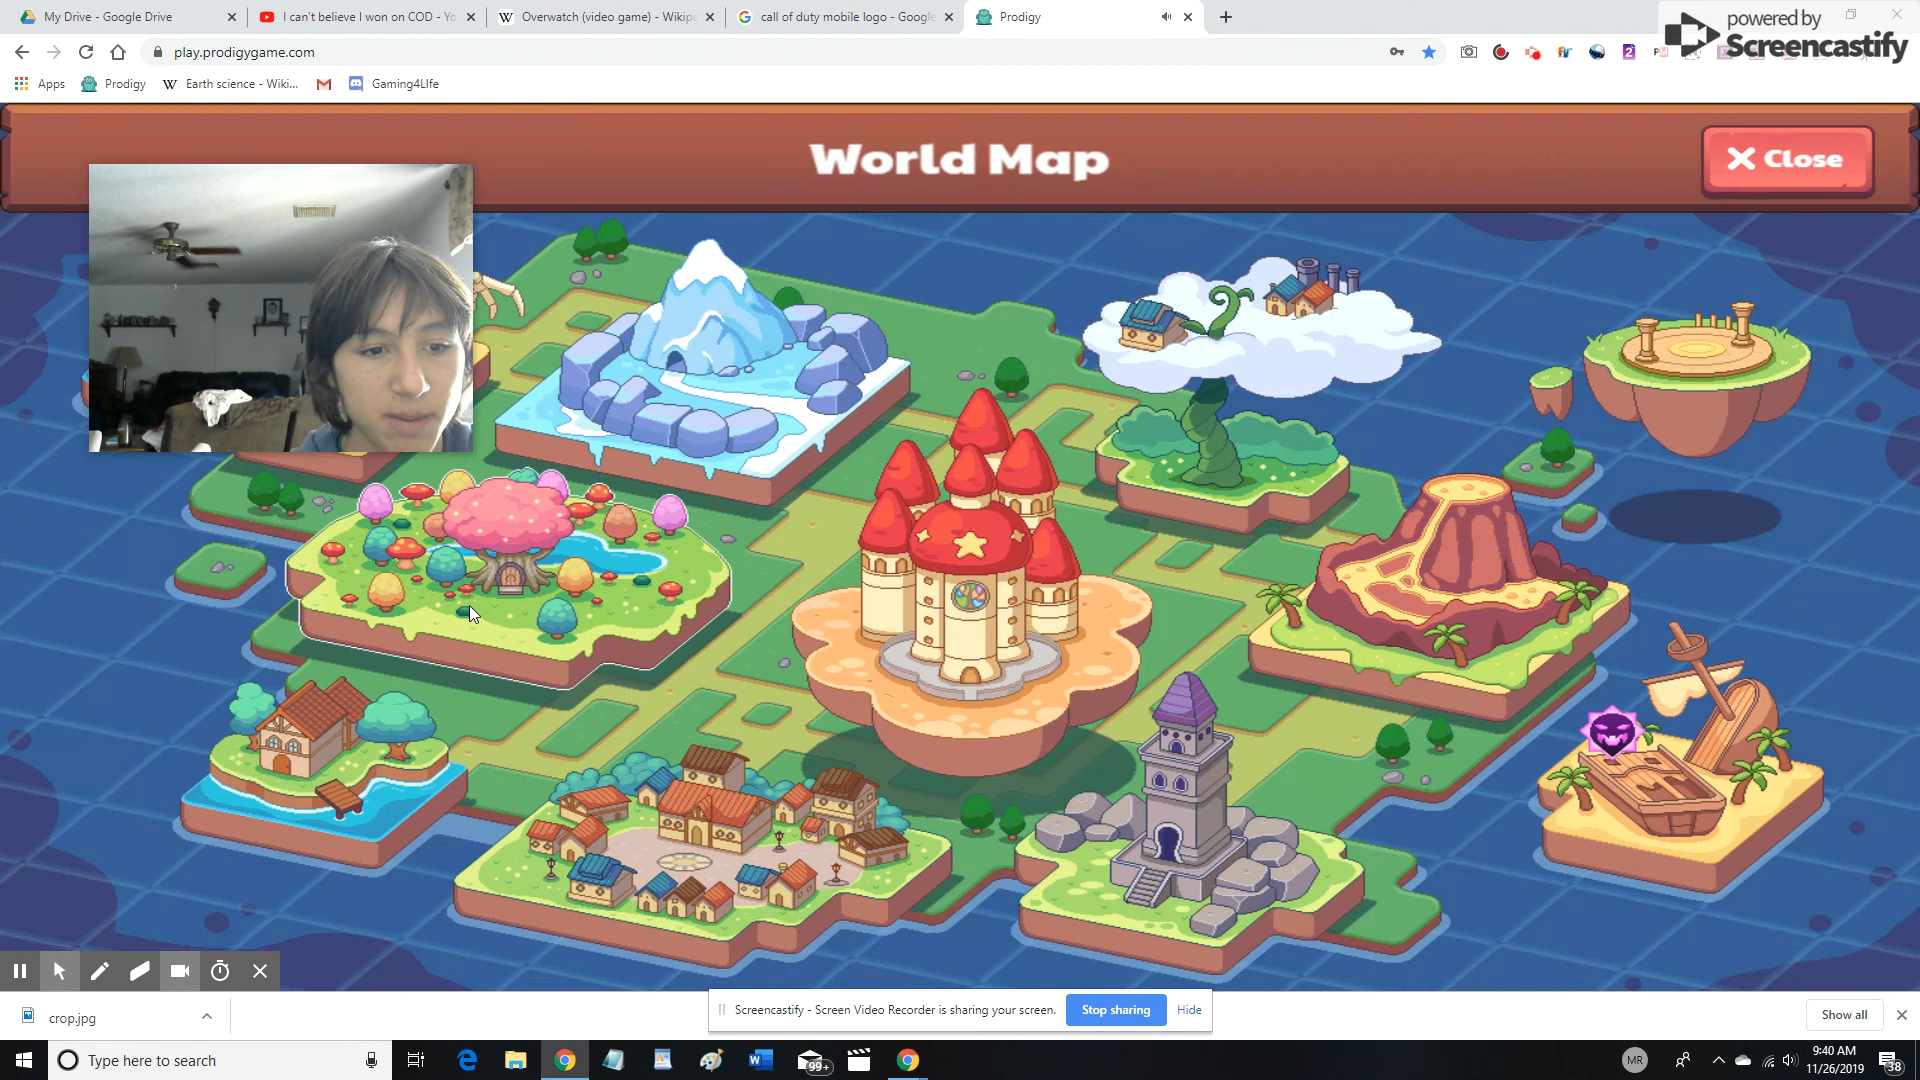 My Drive - Google Drive
I can't believe I won on COD - Yo
Overwatch (video game) - Wikipe
call of duty mobile logo - Google
Prodigy
powered by
Screencastify
play.prodigygame.com
Apps
Prodigy
Earth science - Wiki...
Gaming4LIfe
World Map
Close
crop.jpg
Screencastify - Screen Video Recorder is sharing your screen.
Stop sharing
Hide
Show all
Type here to search
99+
MR
9:40 AM
11/26/2019
38